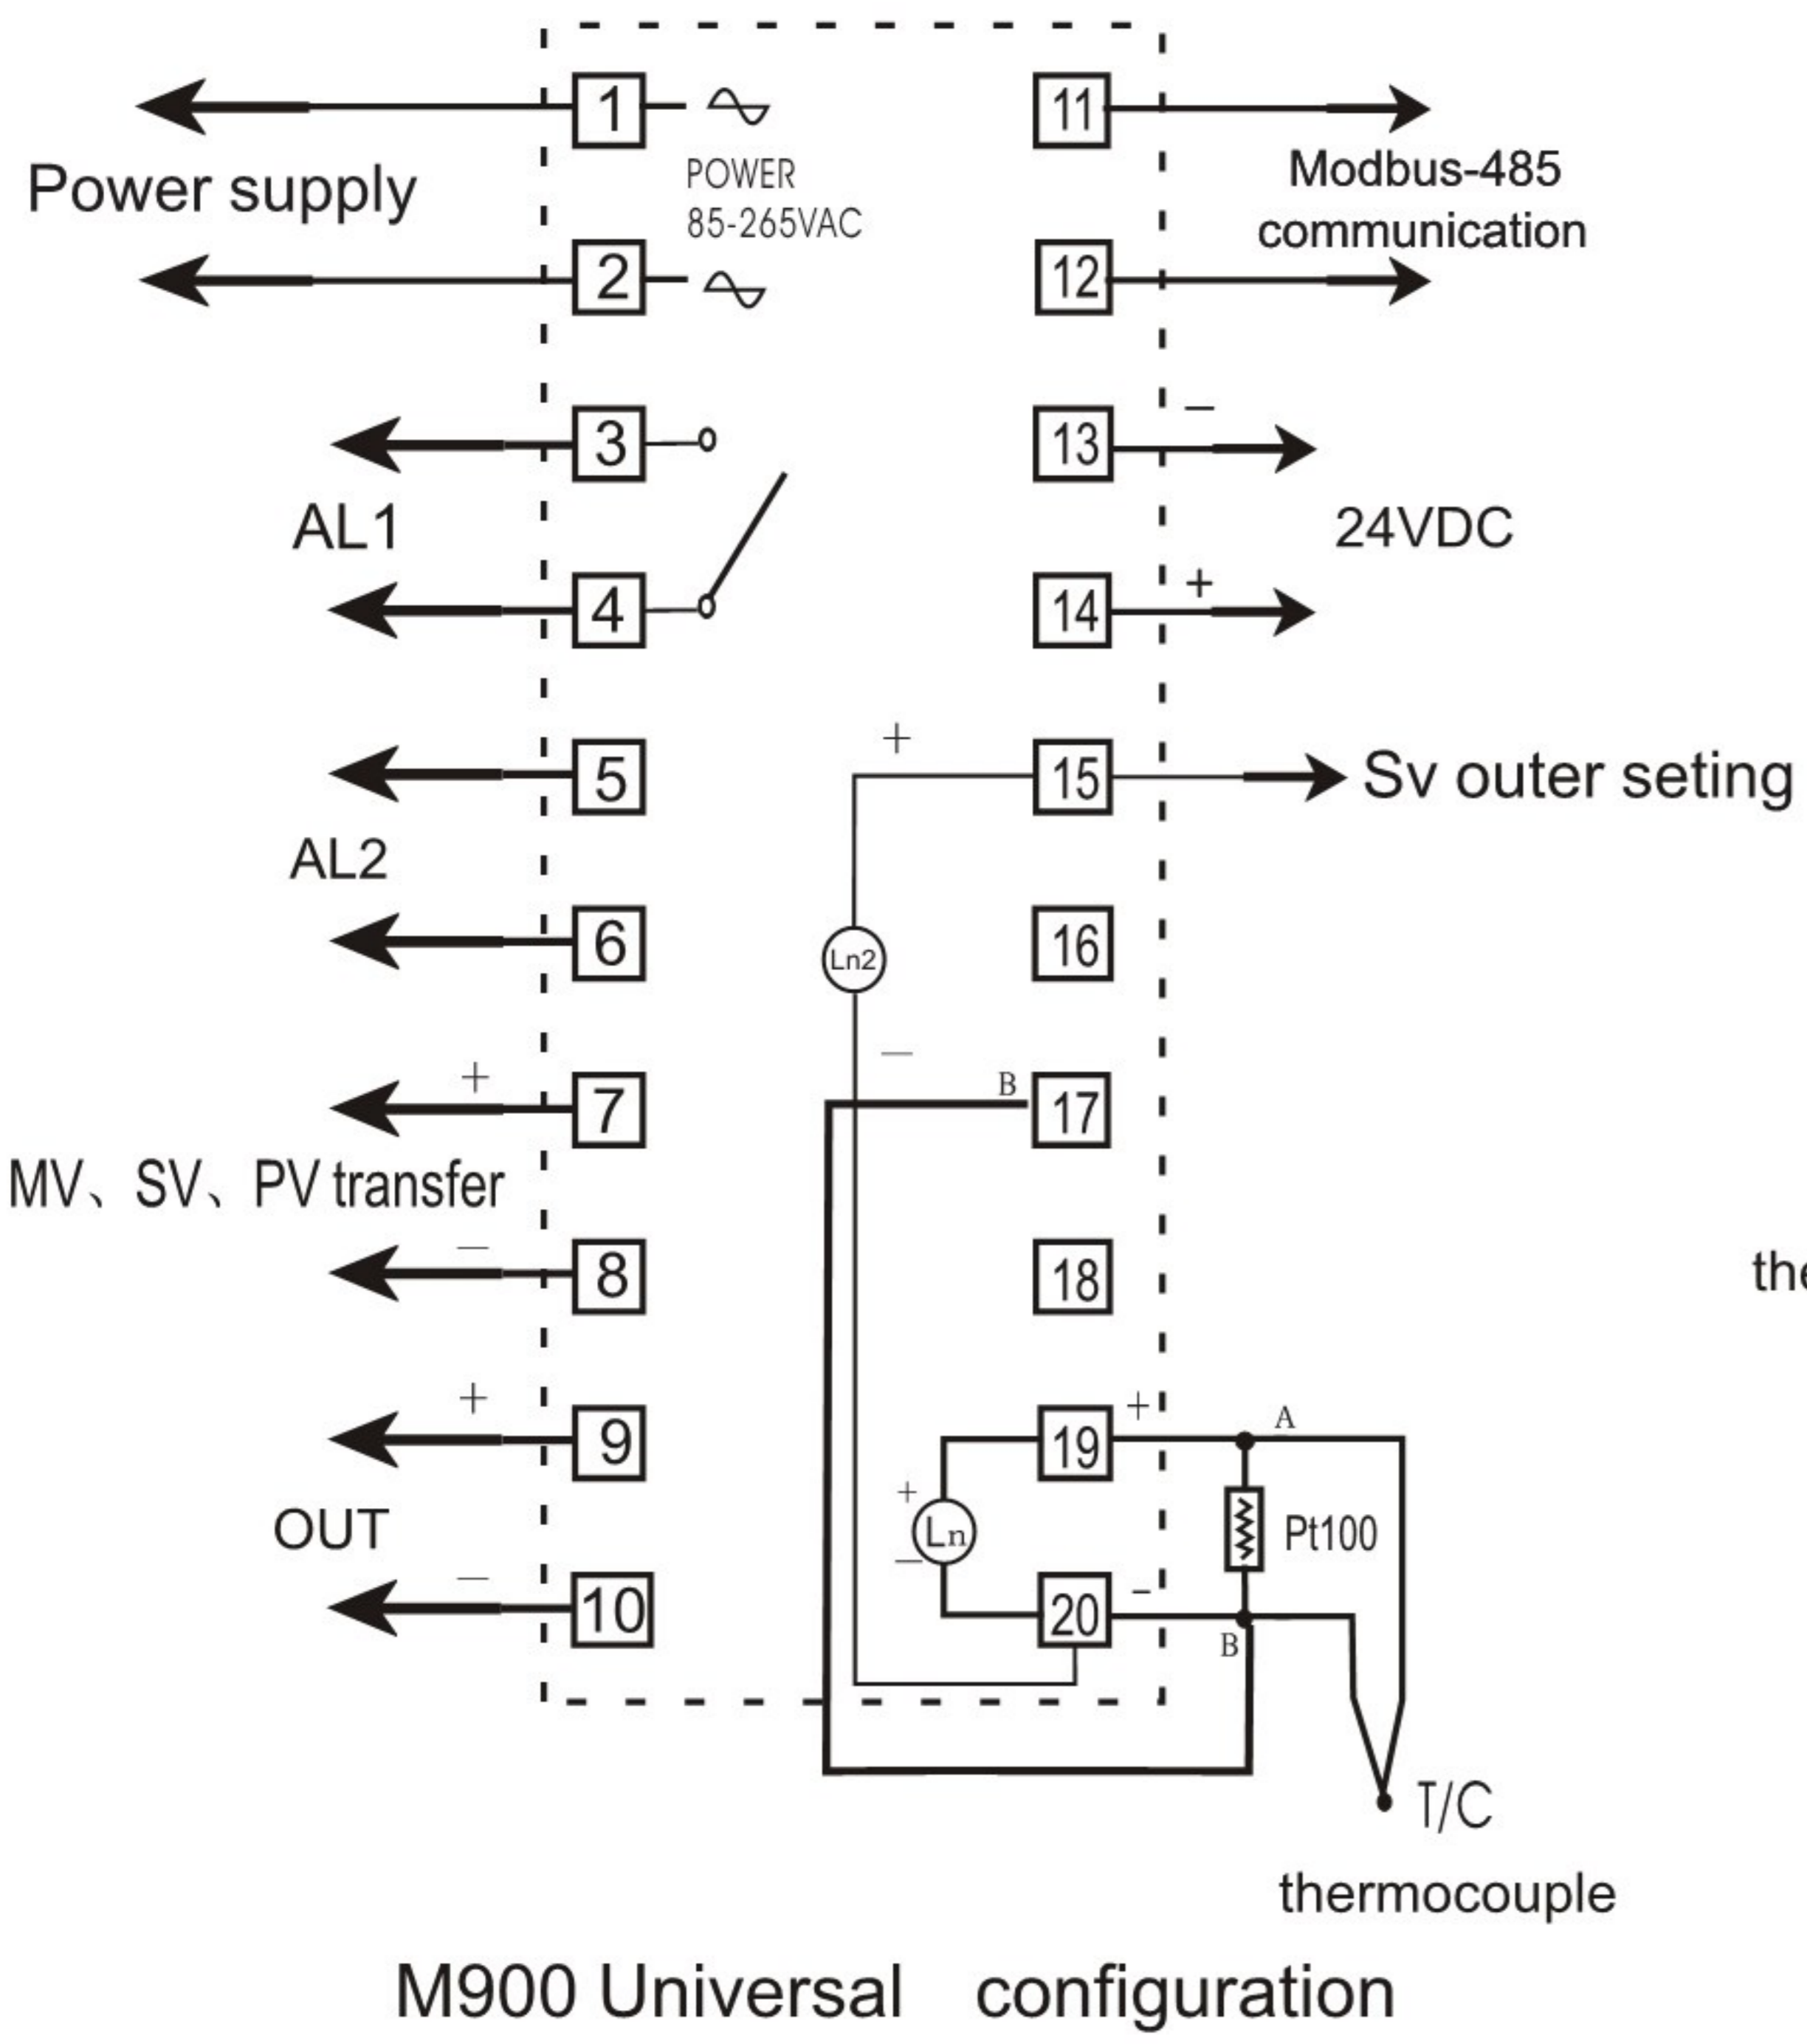 1
11
Power supply
POWER
85-265VAC
Modbus-485
communication
2
12
3
13
−
AL1
24VDC
4
14
+
5
+
15
Sv outer seting
AL2
6
Ln2
16
+
7
−
B
17
MV、SV、PV transfer
−
8
18
the
+
9
19
+
A
OUT
+
Ln
−
Pt100
−
10
20
-
B
T/C
thermocouple
M900 Universal configuration